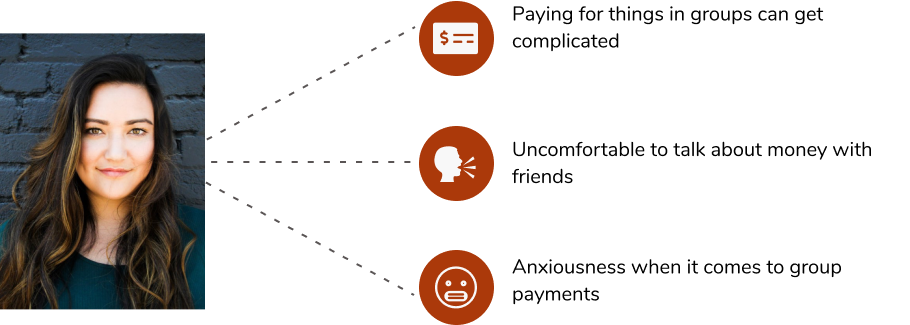 Paying for things in groups can get
complicated
$
Uncomfortable to talk about money with
friends
Anxiousness when it comes to group
payments